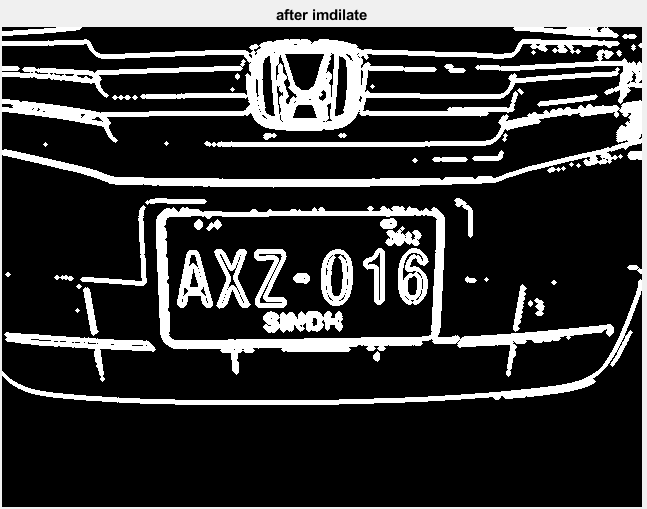 after imdilate
AXZ-016
SINDH